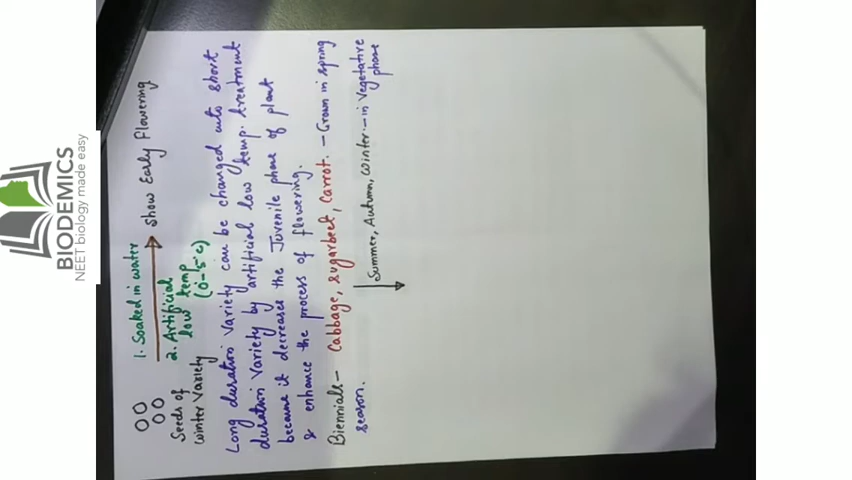 BIODEMICS
NEET biology made easy
1. Soaked in water
2. Artificial low temp (0-5°c)
Seeds of winter Variety
show Early Flowering
Long duration Variety can be changed into short
duration Variety by artificial low temp. treatment
because it decreases the Juvenile phase of plant
& enhance the process of flowering.
Biennials - Cabbage, sugarbeet, Carrot. - Grown in spring
season.
Summer, Autumn, Winter - in Vegetative phase